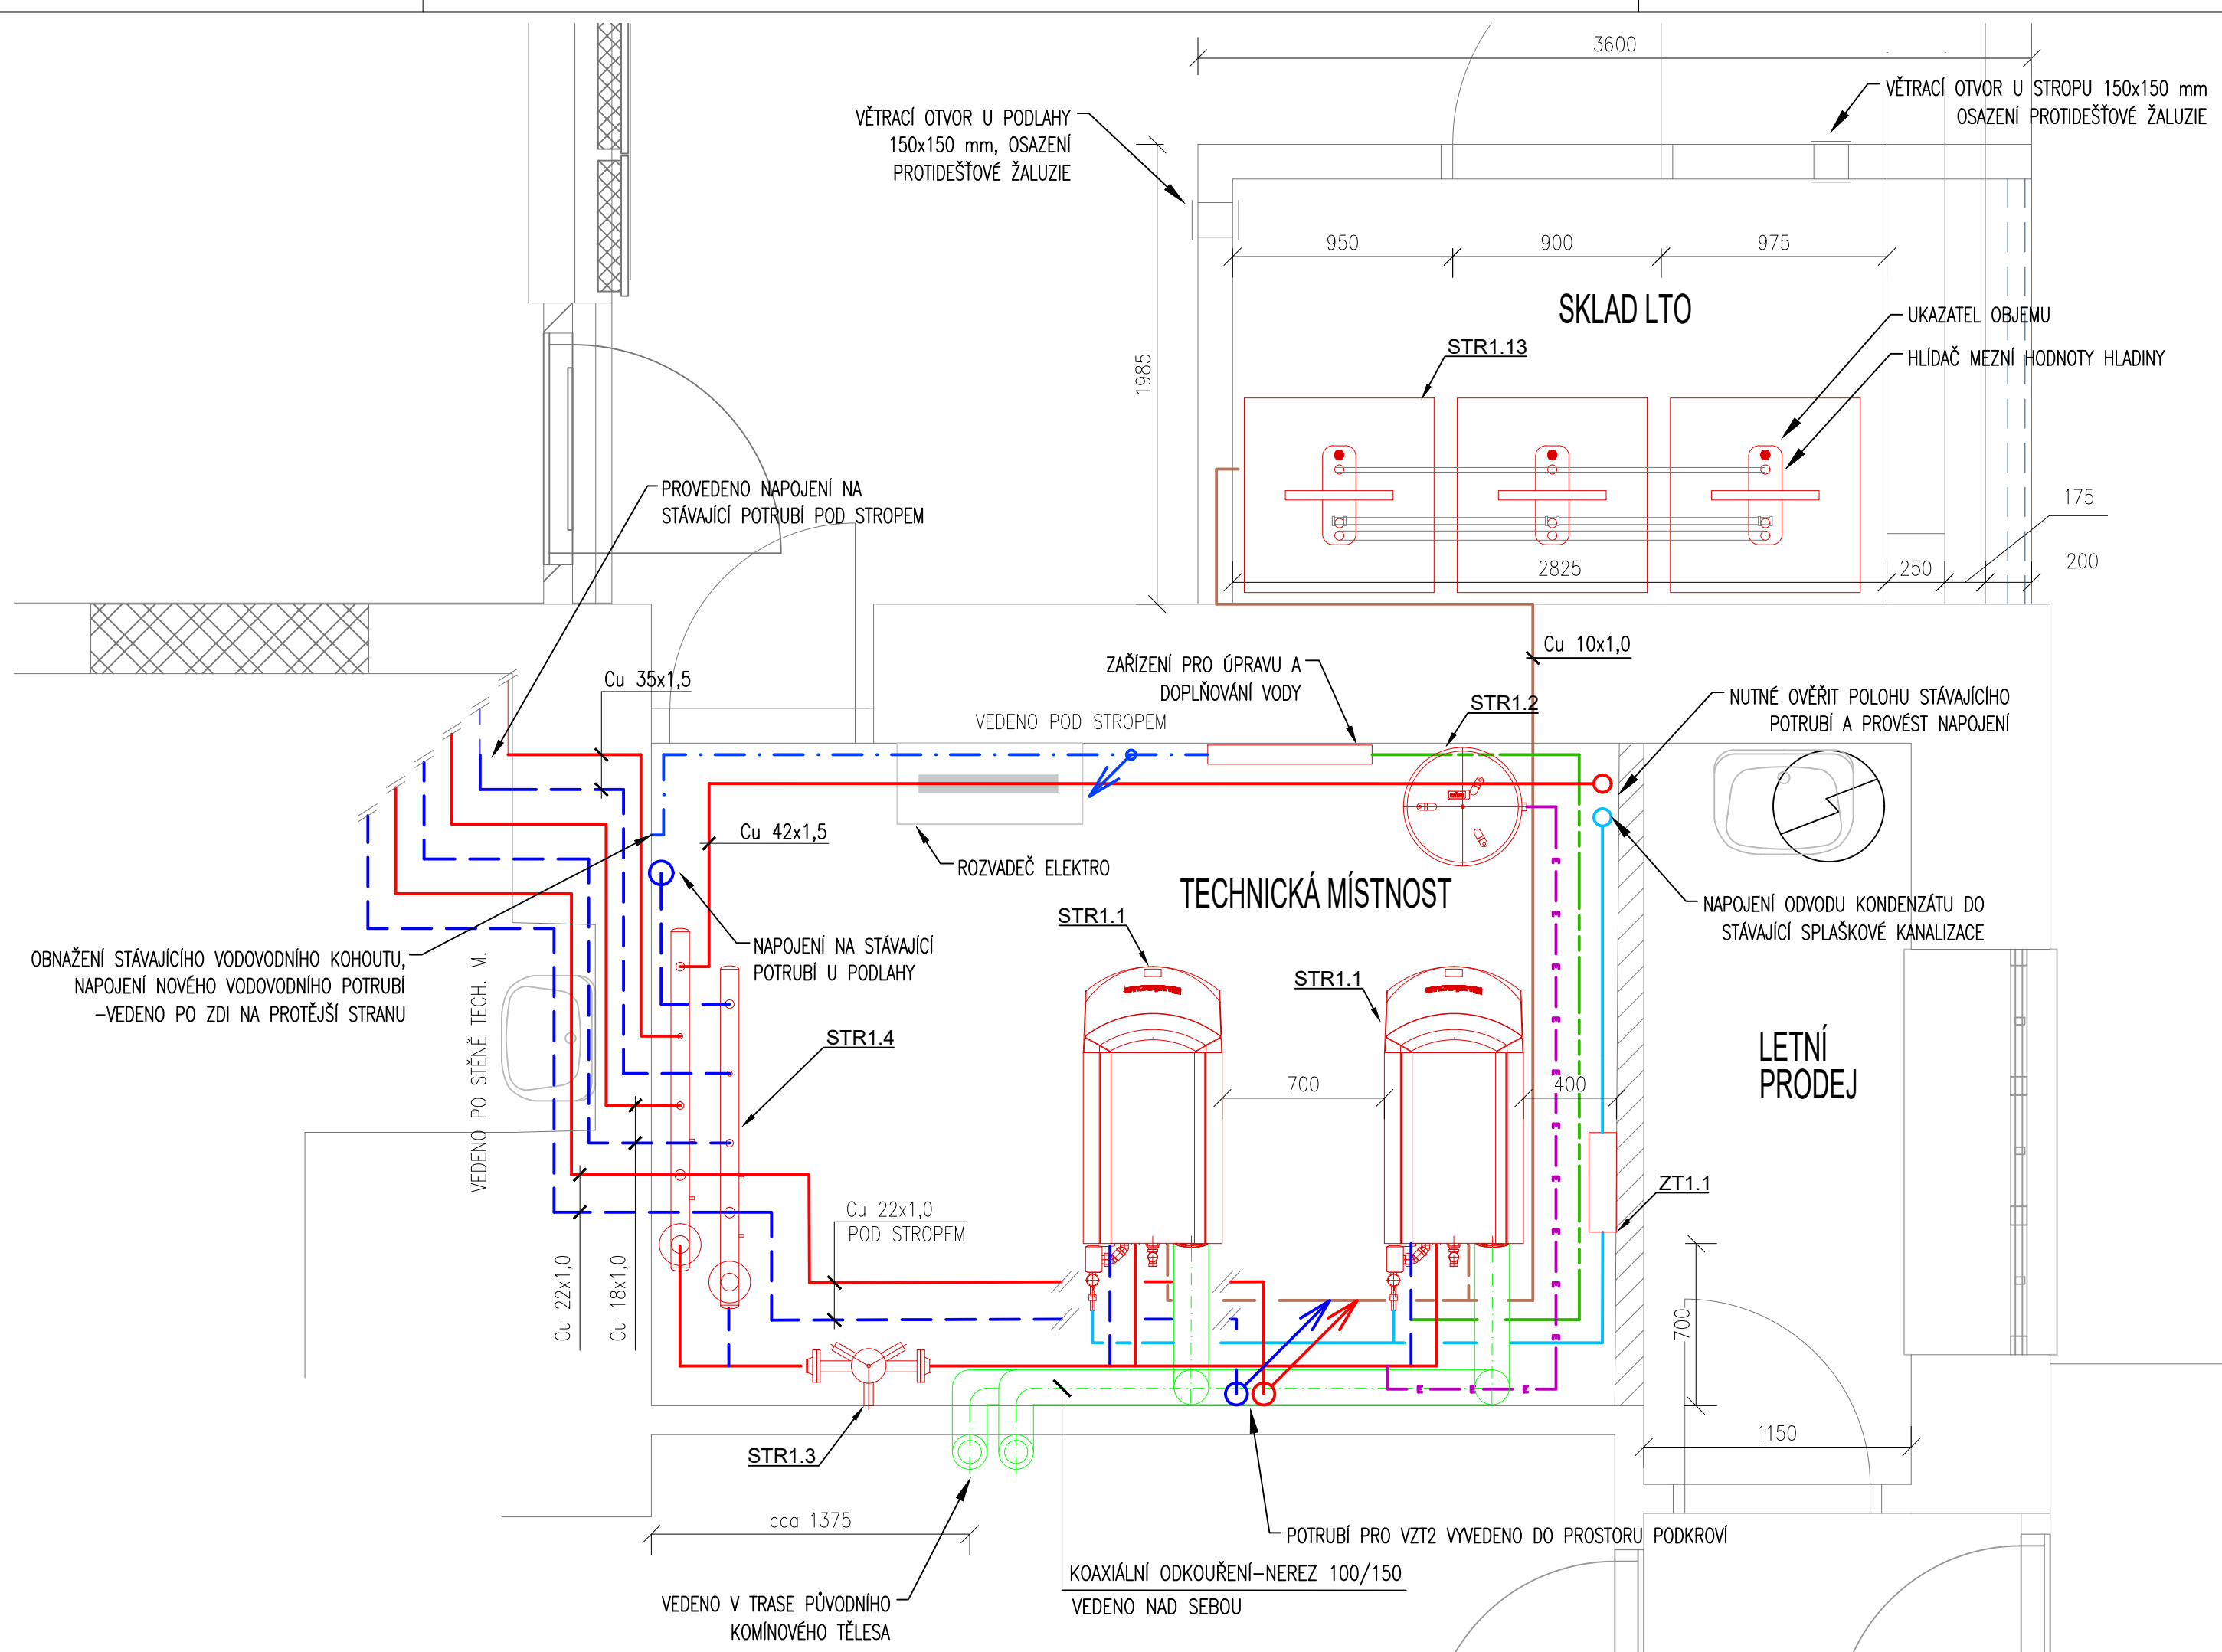 3600
VĚTRACÍ OTVOR U STROPU 150x150 mm
OSAZENÍ PROTIDEŠŤOVÉ ŽALUZIE
VĚTRACÍ OTVOR U PODLAHY
150x150 mm, OSAZENÍ
PROTIDEŠŤOVÉ ŽALUZIE
950
900
975
SKLAD LTO
UKAZATEL OBJEMU
STR1.13
HLÍDAČ MEZNÍ HODNOTY HLADINY
1985
PROVEDENO NAPOJENÍ NA
STÁVAJÍCÍ POTRUBÍ POD STROPEM
175
2825
250
200
Cu 10x1,0
ZAŘÍZENÍ PRO ÚPRAVU A
DOPLŇOVÁNÍ VODY
Cu 35x1,5
STR1.2
NUTNÉ OVĚŘIT POLOHU STÁVAJÍCÍHO
POTRUBÍ A PROVÉST NAPOJENÍ
VEDENO POD STROPEM
Cu 42x1,5
ROZVADEČ ELEKTRO
TECHNICKÁ MÍSTNOST
STR1.1
NAPOJENÍ ODVODU KONDENZÁTU DO
STÁVAJÍCÍ SPLAŠKOVÉ KANALIZACE
OBNAŽENÍ STÁVAJÍCÍHO VODOVODNÍHO KOHOUTU,
NAPOJENÍ NOVÉHO VODOVODNÍHO POTRUBÍ
-VEDENO PO ZDI NA PROTĚJŠÍ STRANU
NAPOJENÍ NA STÁVAJÍCÍ
POTRUBÍ U PODLAHY
STR1.1
VEDENO PO STĚNĚ TECH. M.
STR1.4
LETNÍ
PRODEJ
700
400
ZT1.1
Cu 22x1,0
POD STROPEM
Cu 22x1,0
Cu 18x1,0
700
1150
STR1.3
cca 1375
POTRUBÍ PRO VZT2 VYVEDENO DO PROSTORU PODKROVÍ
KOAXIÁLNÍ ODKOUŘENÍ-NEREZ 100/150
VEDENO NAD SEBOU
VEDENO V TRASE PŮVODNÍHO
KOMÍNOVÉHO TĚLESA